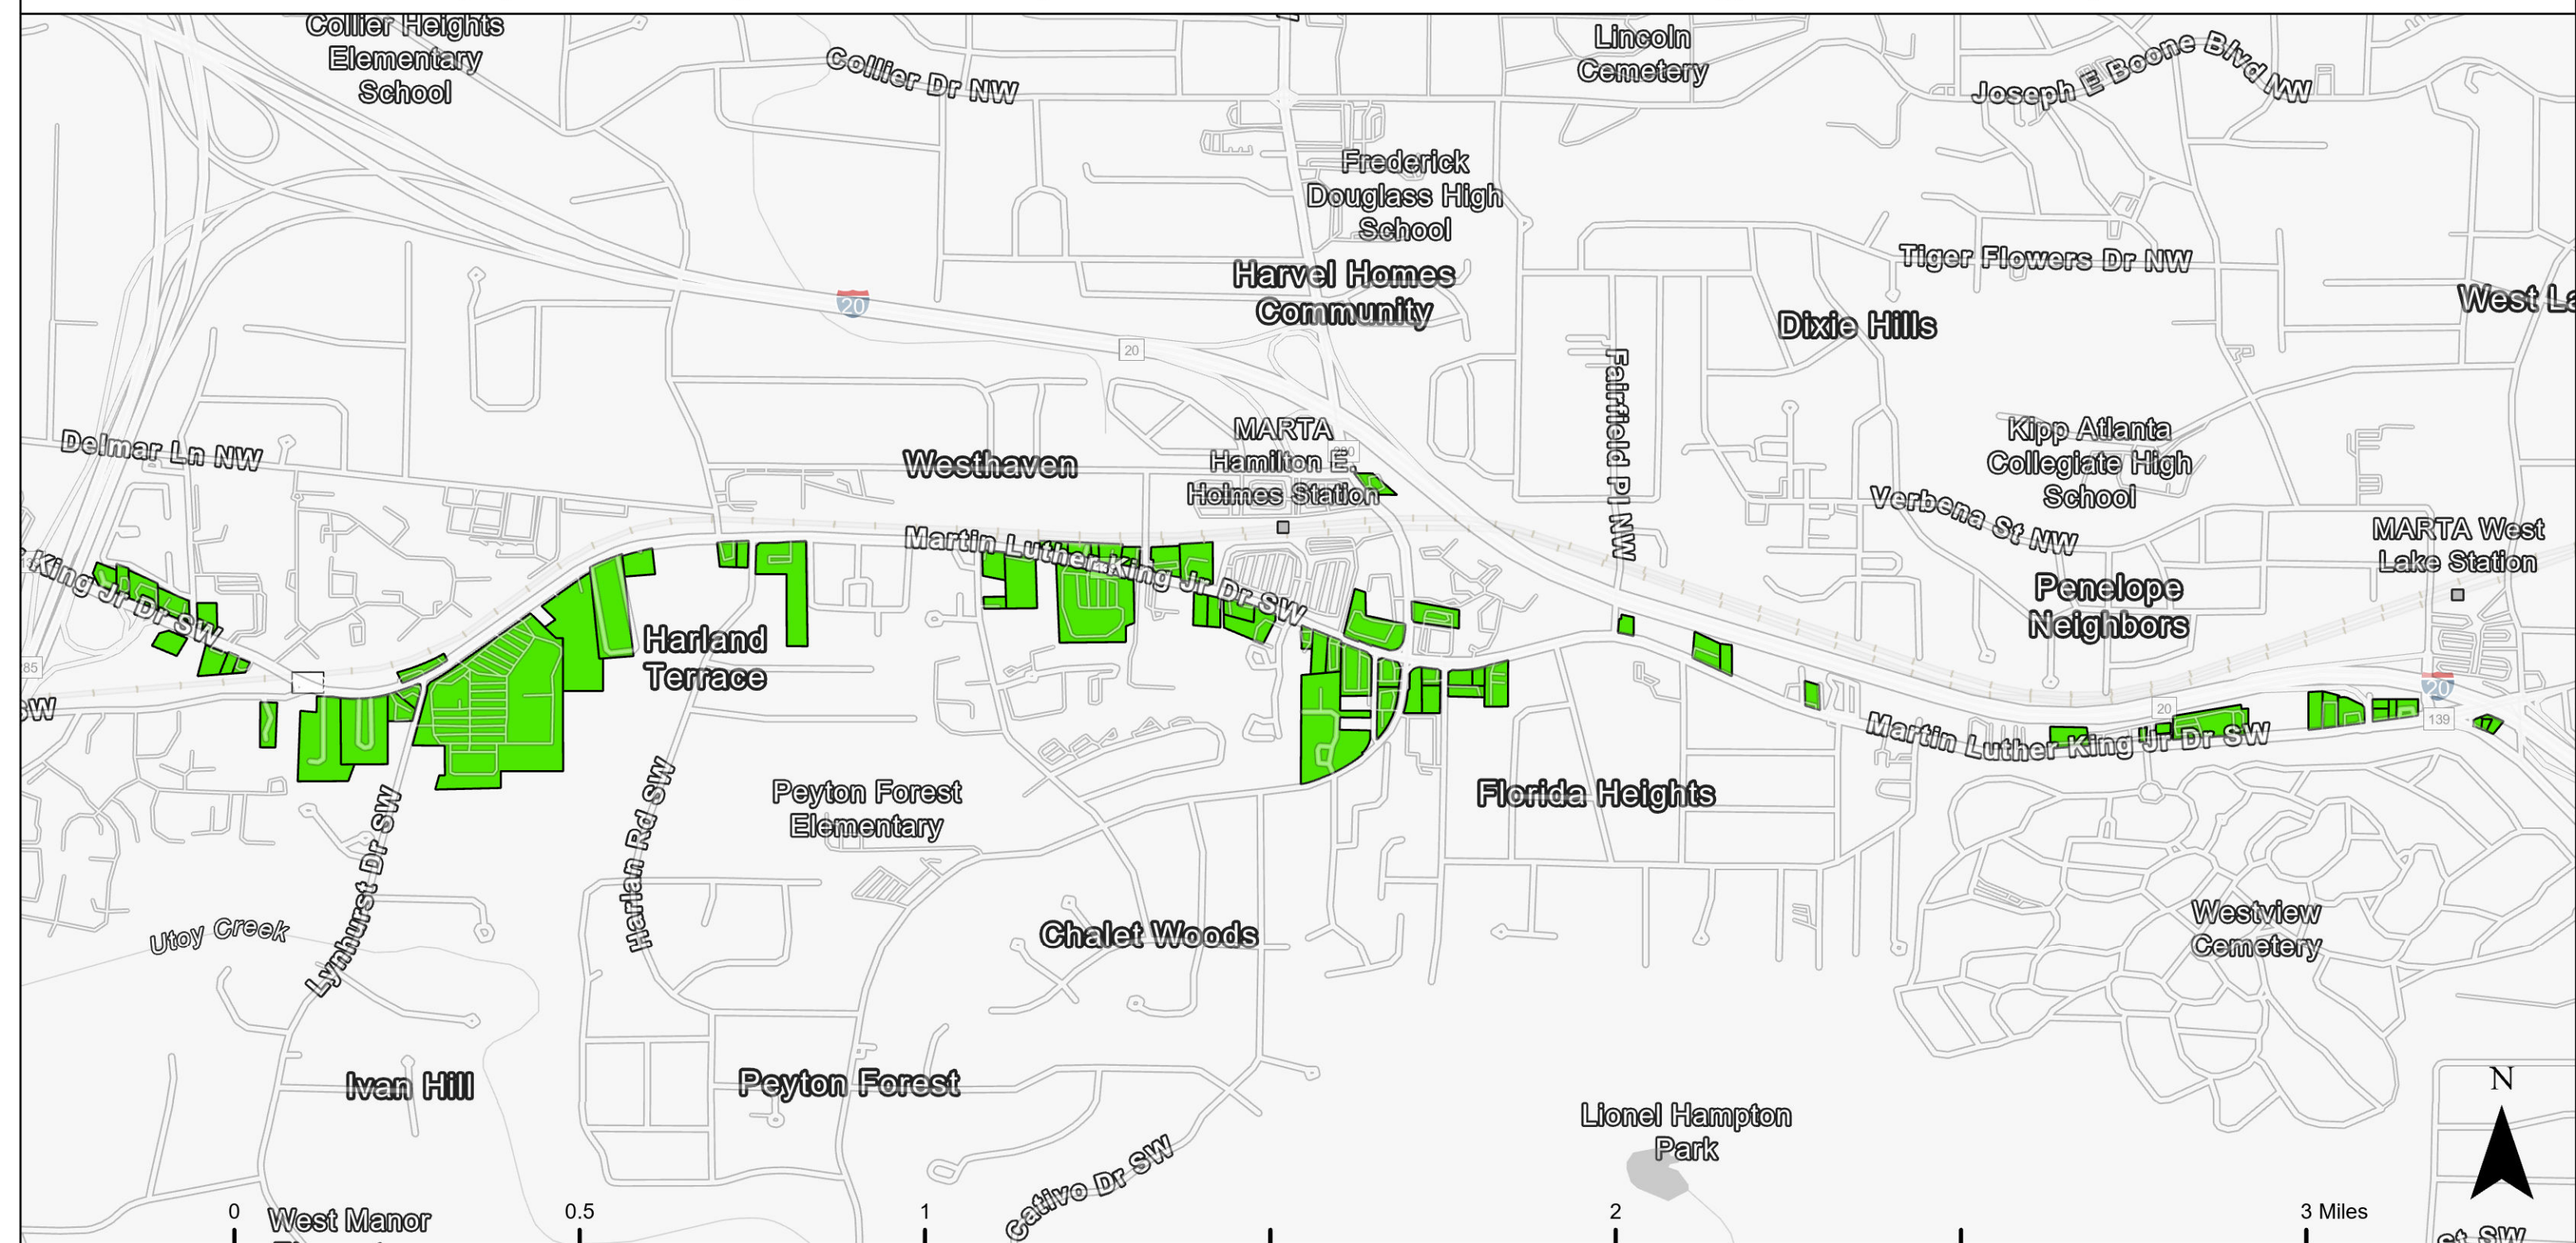 Collier Heights
Elementary
School
Collier Dr NW
Lincoln
Cemetery
Joseph E Boone Blvd NW
Frederick
Douglass High
School
Harvel Homes
Community
Tiger Flowers Dr NW
20
20
Dixie Hills
Fairfield Pl NW
Delmar Ln NW
Westhaven
MARTA
Hamilton E.
Holmes Station
Kipp Atlanta
Collegiate High
School
Verbena St NW
MARTA West
Lake Station
King Jr Dr SW
Martin Luther King Jr Dr SW
Penelope
Neighbors
Harland
Terrace
85
SW
20
20
139
Martin Luther King Jr Dr SW
Peyton Forest
Elementary
Florida Heights
Harlan Rd SW
Lynhurst Dr SW
Utoy Creek
Chalet Woods
Westview
Cemetery
Ivan Hill
Peyton Forest
N
Lionel Hampton
Park
Cativo Dr SW
0
0.5
1
2
3 Miles
West Manor
St SW